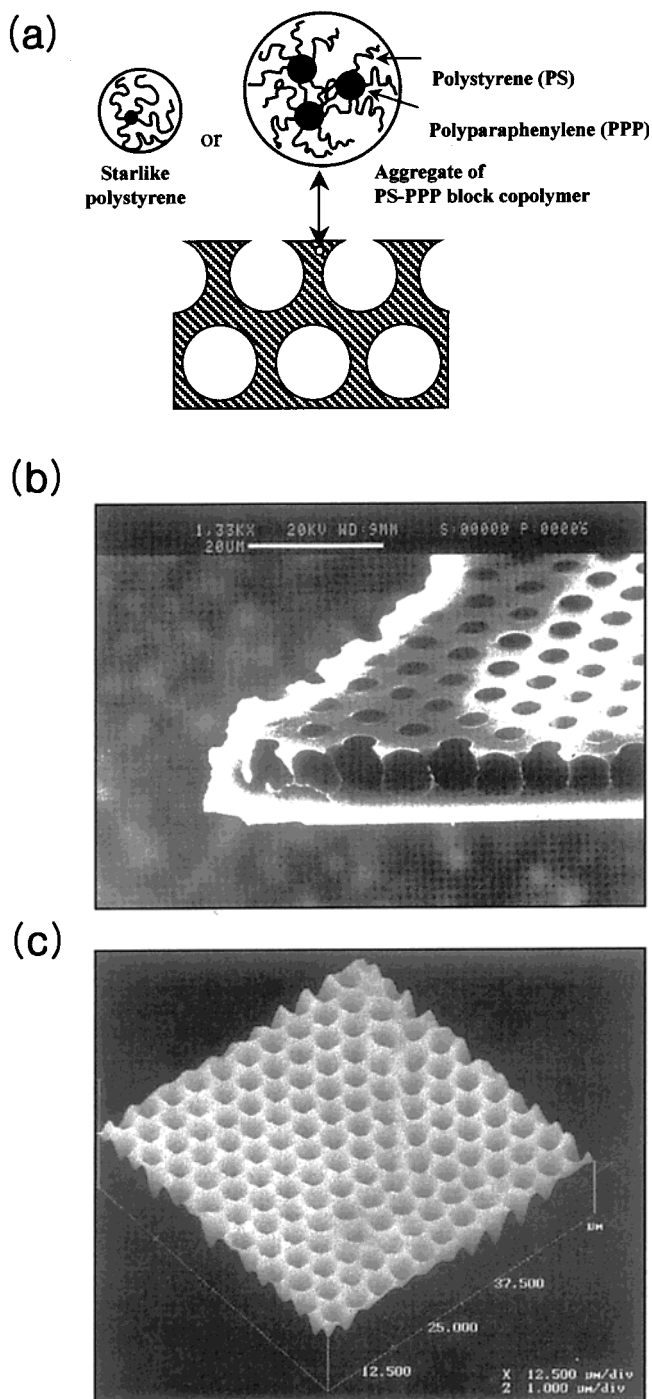 (a)
Polystyrene (PS)
Polyparaphenylene (PPP)
or
Starlike
polystyrene
Aggregate of
PS-PPP block copolymer
(b)
1,33KX 20KV WD:9MM S:00000 P:00006
20UM
(c)
µM
37.500
25.000
12.500
X 12.500 µm/div
Z 1.000 µm/div